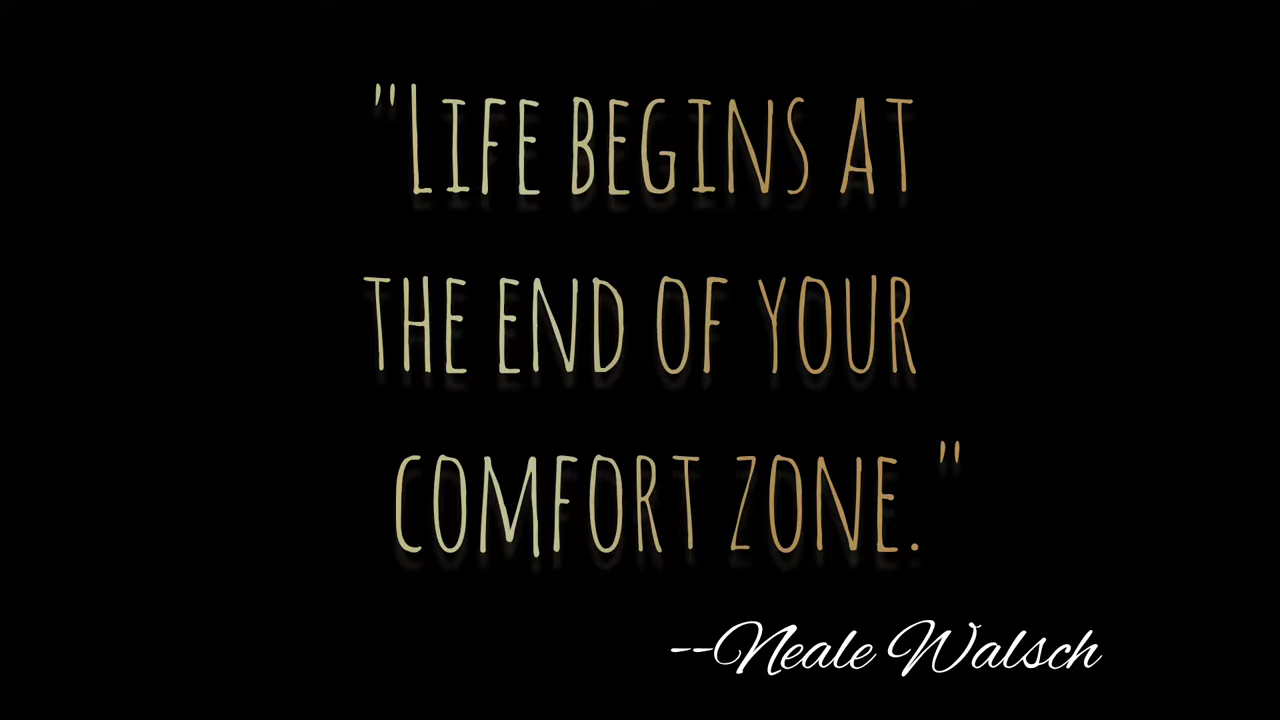 "Life begins at
the end of your
comfort zone."
--Neale Walsch